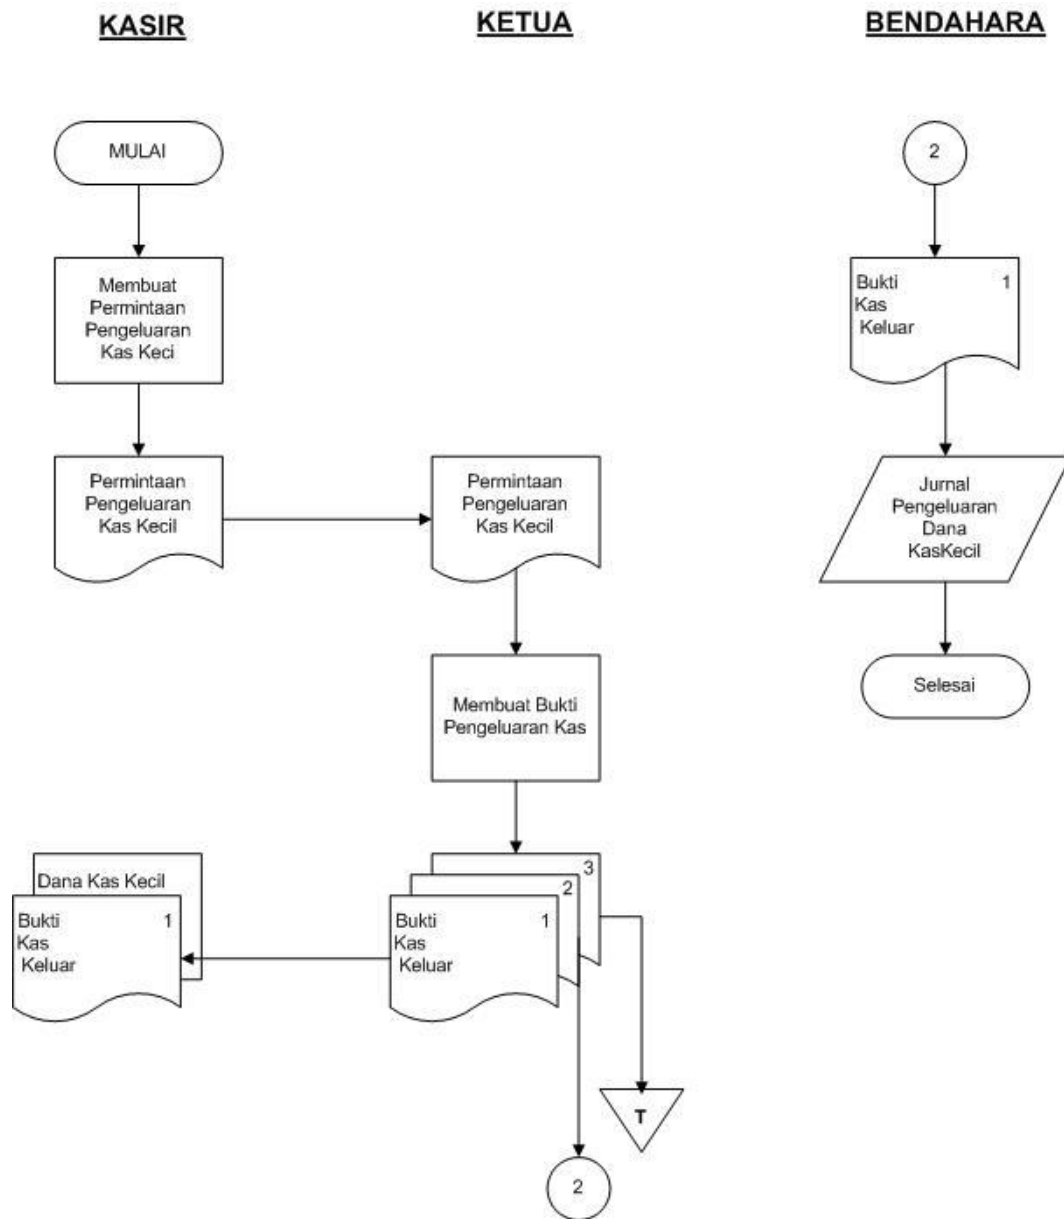 KASIR
KETUA
BENDAHARA
MULAI
Membuat
Permintaan
Pengeluaran
Kas Keci
Permintaan
Pengeluaran
Kas Kecil
Permintaan
Pengeluaran
Kas Kecil
Membuat Bukti
Pengeluaran Kas
3
2
Bukti 1
Kas
Keluar
Dana Kas Kecil
Bukti 1
Kas
Keluar
T
2
2
Bukti 1
Kas
Keluar
Jurnal
Pengeluaran
Dana
KasKecil
Selesai